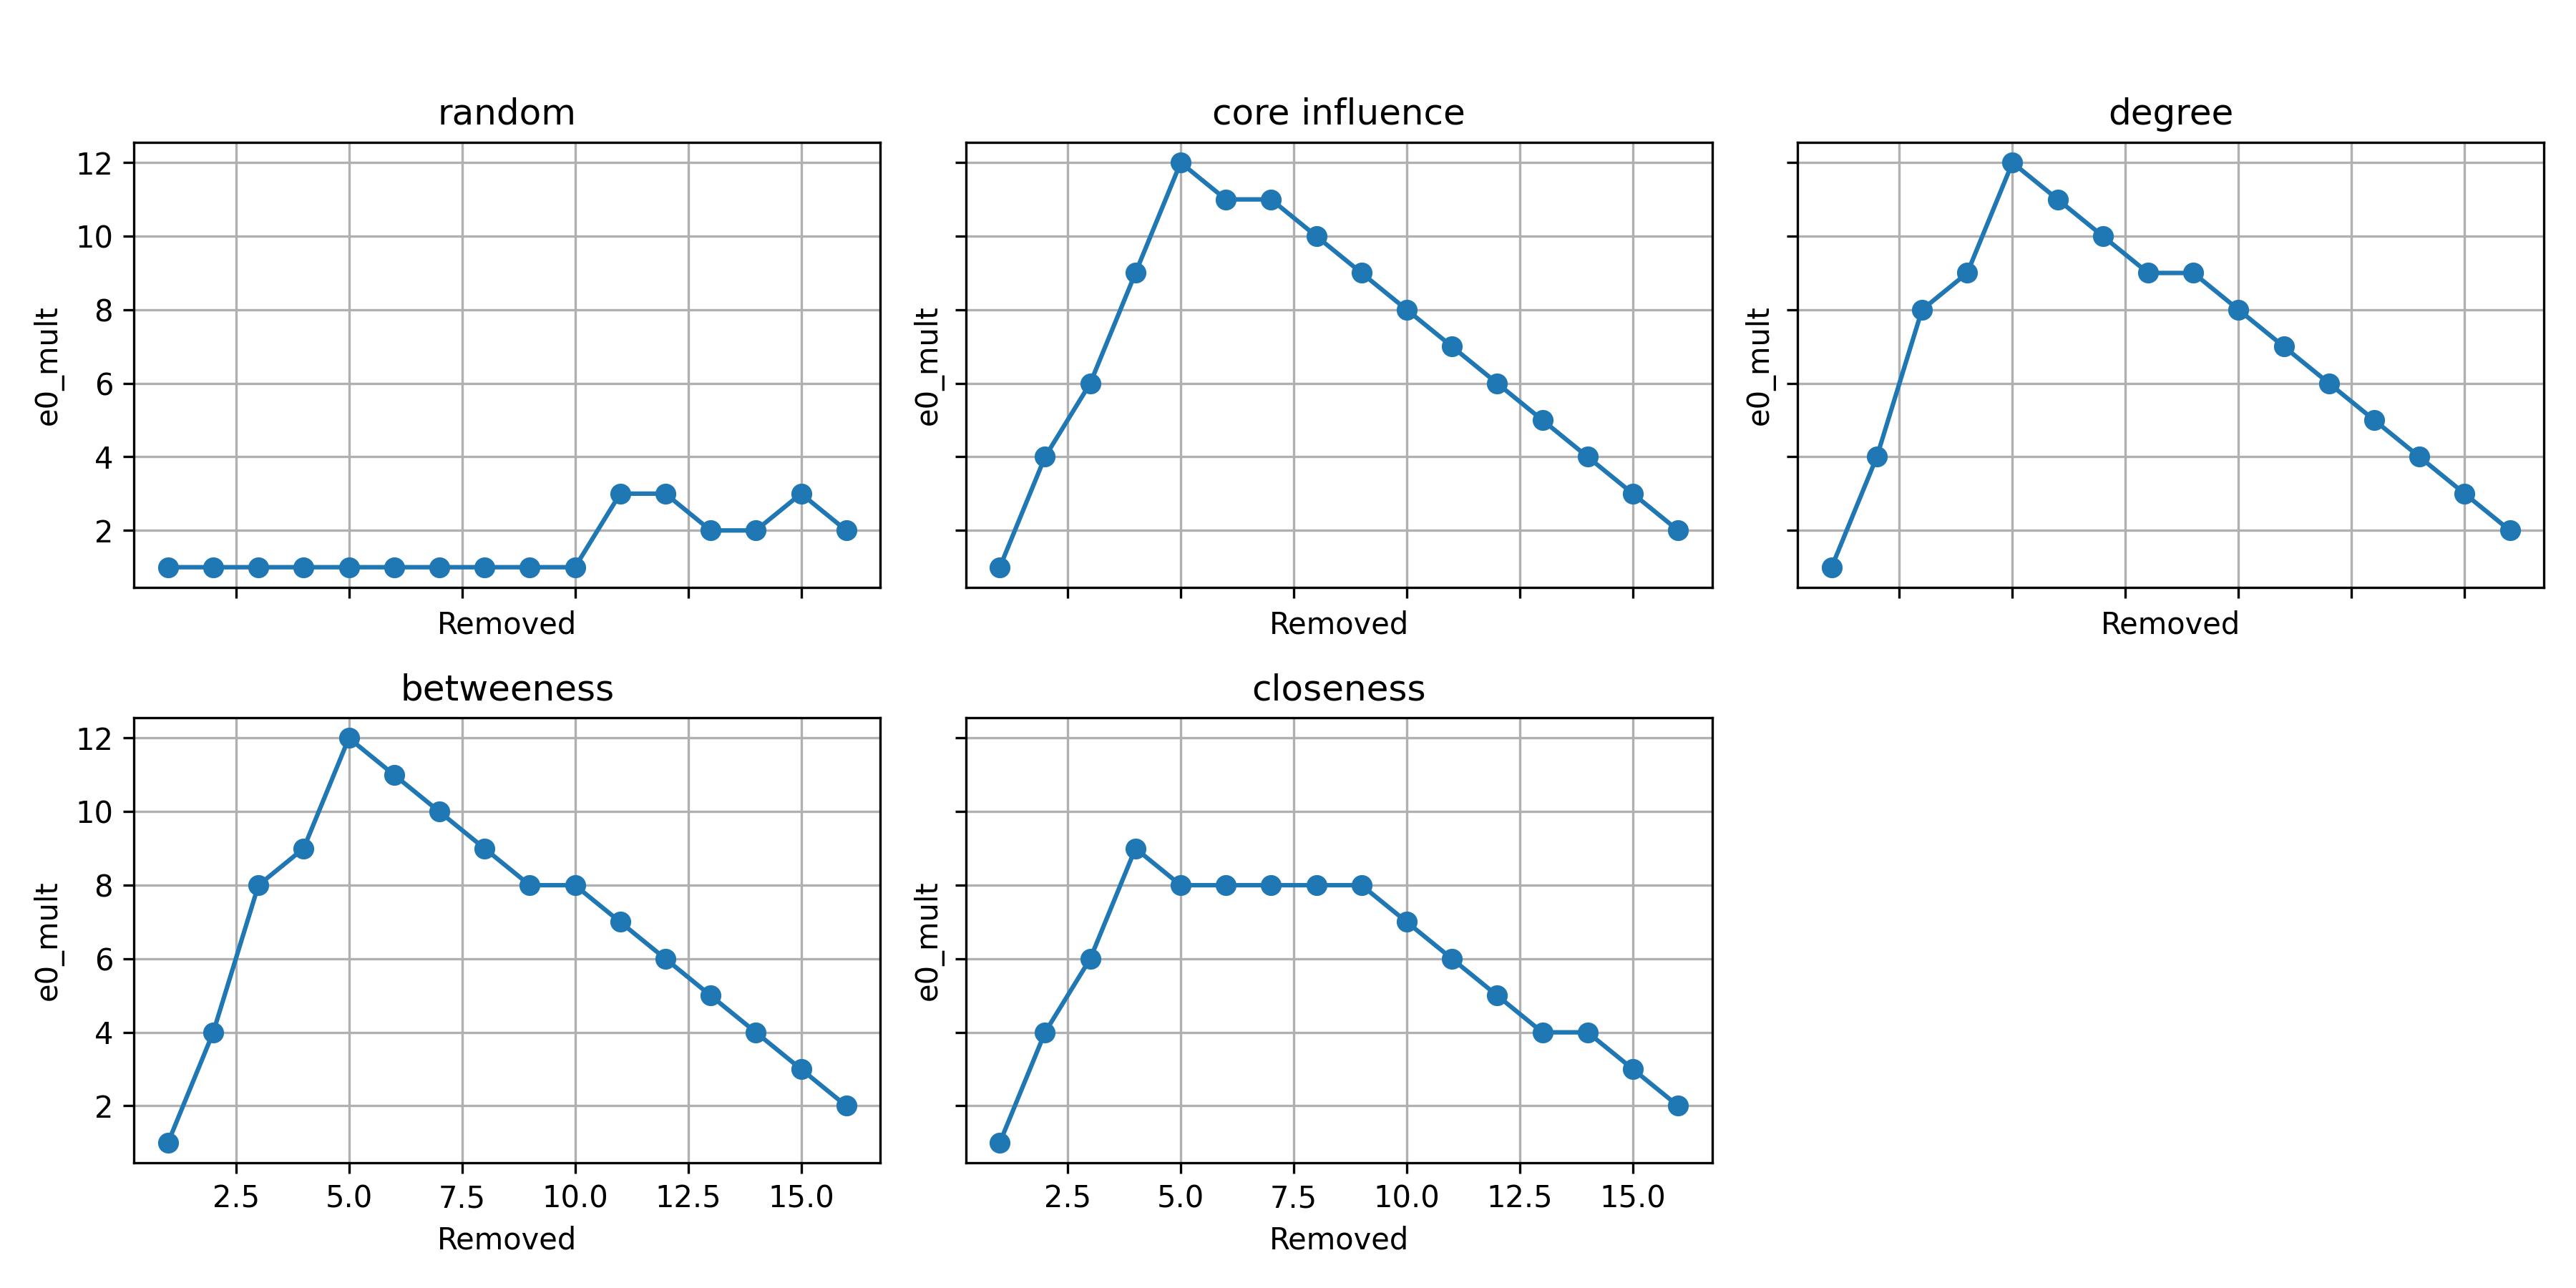 random
core influence
degree
12
10
8
6
4
2
e0_mult
e0_mult
e0_mult
Removed
Removed
Removed
betweeness
closeness
12
10
8
6
4
2
e0_mult
e0_mult
2.5 5.0 7.5 10.0 12.5 15.0
2.5 5.0 7.5 10.0 12.5 15.0
Removed
Removed